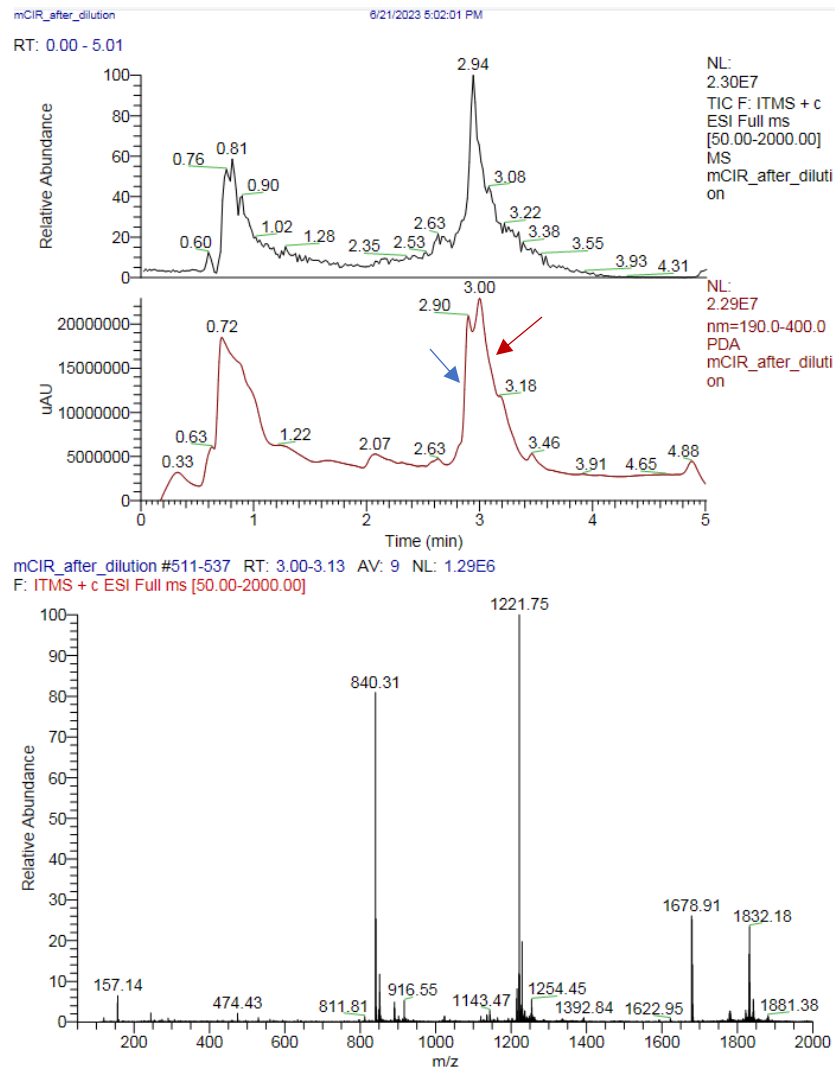 mCIR_after_dilution 6/21/2023 5:02:01 PM
RT: 0.00 - 5.01
NL:
2.30E7
TIC F: ITMS + c
ESI Full ms
[50.00-2000.00]
MS
mCIR_after_diluti
on
Relative Abundance
100
80
60
40
20
0
0.60
0.76
0.81
0.90
1.02
1.28
2.35
2.53
2.63
2.94
3.08
3.22
3.38
3.55
3.93
4.31
NL:
2.29E7
nm=190.0-400.0
PDA
mCIR_after_diluti
on
uAU
20000000
15000000
10000000
5000000
0
0.33
0.63
0.72
1.22
2.07
2.63
2.90
3.00
3.18
3.46
3.91
4.65
4.88
0 1 2 3 4 5
Time (min)
mCIR_after_dilution #511-537 RT: 3.00-3.13 AV: 9 NL: 1.29E6
F: ITMS + c ESI Full ms [50.00-2000.00]
Relative Abundance
100
90
80
70
60
50
40
30
20
10
0
157.14
474.43
811.81
840.31
916.55
1143.47
1221.75
1254.45
1392.84
1622.95
1678.91
1832.18
1881.38
200 400 600 800 1000 1200 1400 1600 1800 2000
m/z